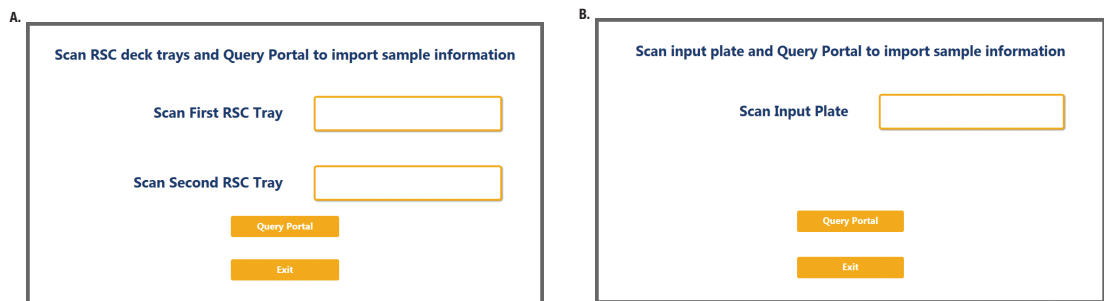 A.
Scan RSC deck trays and Query Portal to import sample information
Scan First RSC Tray
Scan Second RSC Tray
Query Portal
Exit
B.
Scan input plate and Query Portal to import sample information
Scan Input Plate
Query Portal
Exit